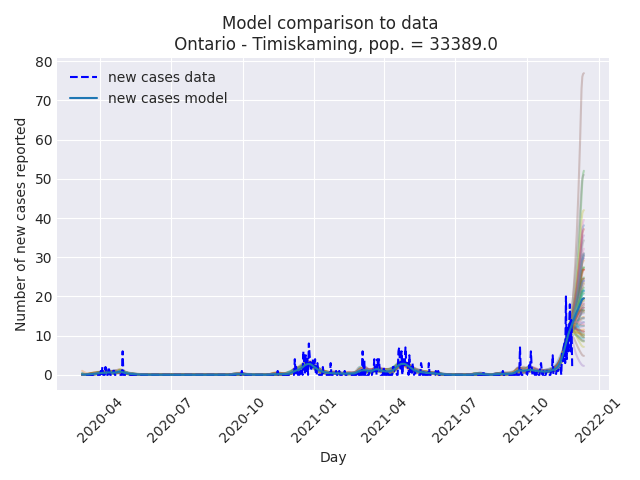 Model comparison to data
Ontario - Timiskaming, pop. = 33389.0
new cases data
new cases model
Number of new cases reported
80
70
60
50
40
30
20
10
0
2020-04
2020-07
2020-10
2021-01
2021-04
2021-07
2021-10
2022-01
Day